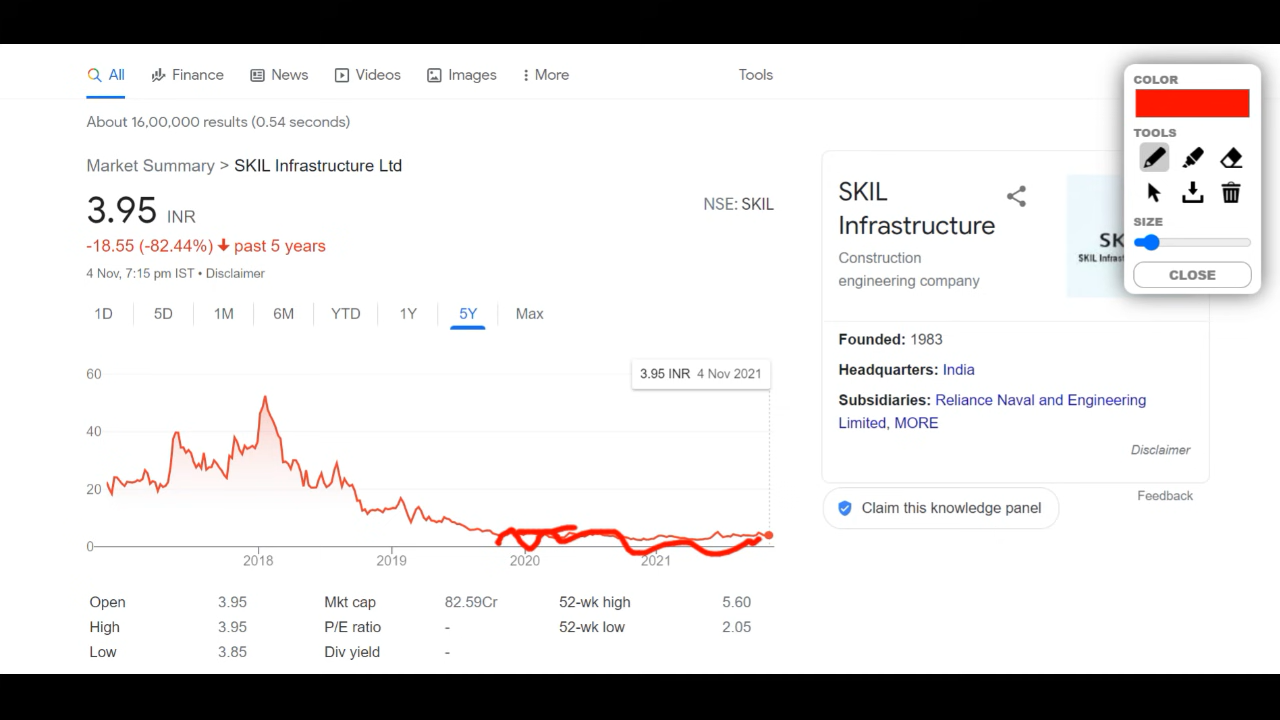 All Finance News Videos Images More Tools
About 16,00,000 results (0.54 seconds)
Market Summary > SKIL Infrastructure Ltd
3.95 INR
NSE: SKIL
-18.55 (-82.44%) past 5 years
4 Nov, 7:15 pm IST • Disclaimer
1D 5D 1M 6M YTD 1Y 5Y Max
3.95 INR 4 Nov 2021
60
40
20
0
2018 2019 2020 2021
Open 3.95 Mkt cap 82.59Cr 52-wk high 5.60
High 3.95 P/E ratio - 52-wk low 2.05
Low 3.85 Div yield -
SKIL
Infrastructure
Construction
engineering company
SK
SKIL Infras
Founded: 1983
Headquarters: India
Subsidiaries: Reliance Naval and Engineering
Limited, MORE
Disclaimer
Claim this knowledge panel
Feedback
COLOR
TOOLS
SIZE
CLOSE